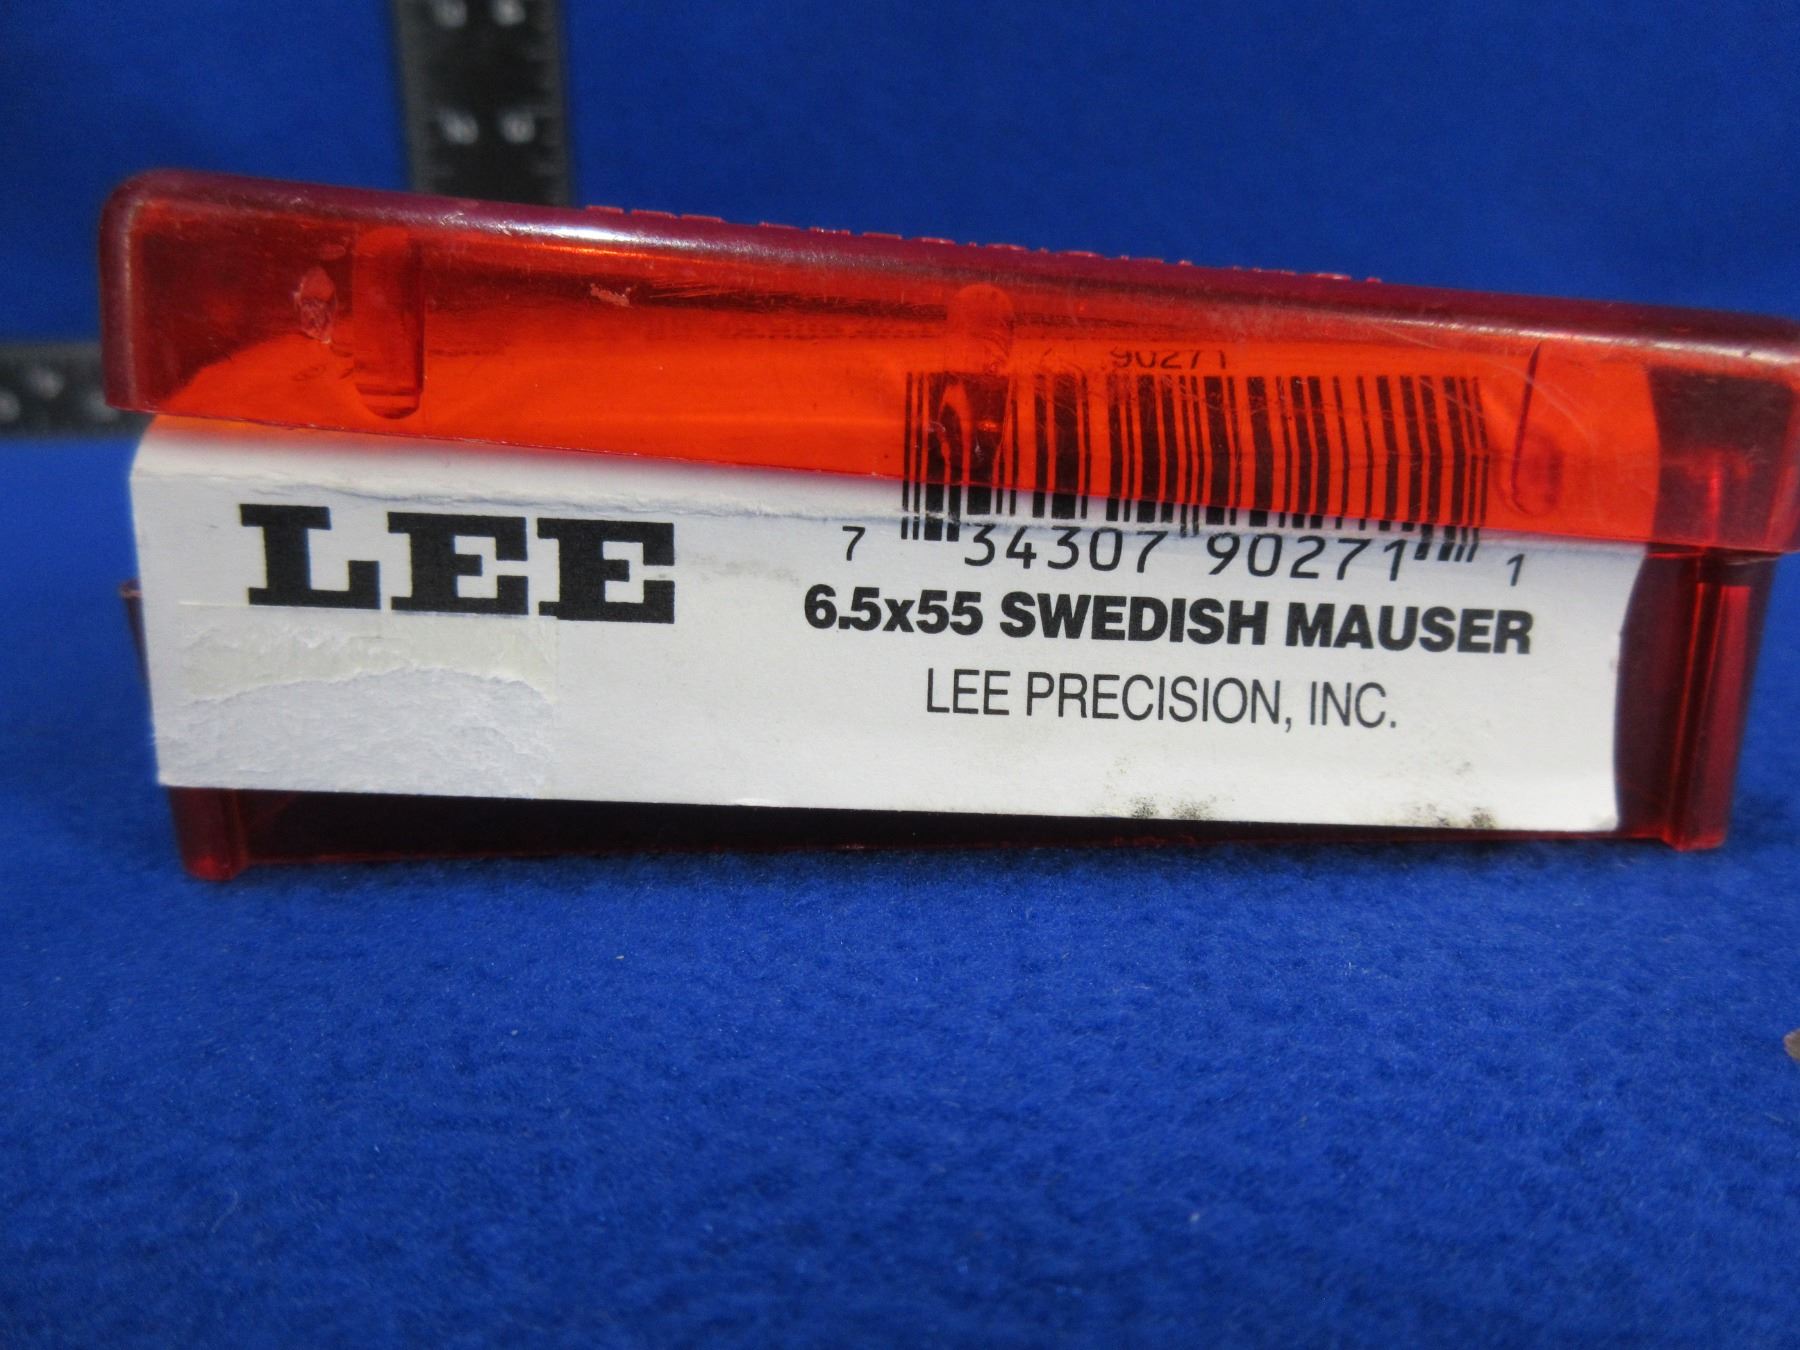 90271
LEE
7 34307 90271 1
6.5x55 SWEDISH MAUSER
LEE PRECISION, INC.